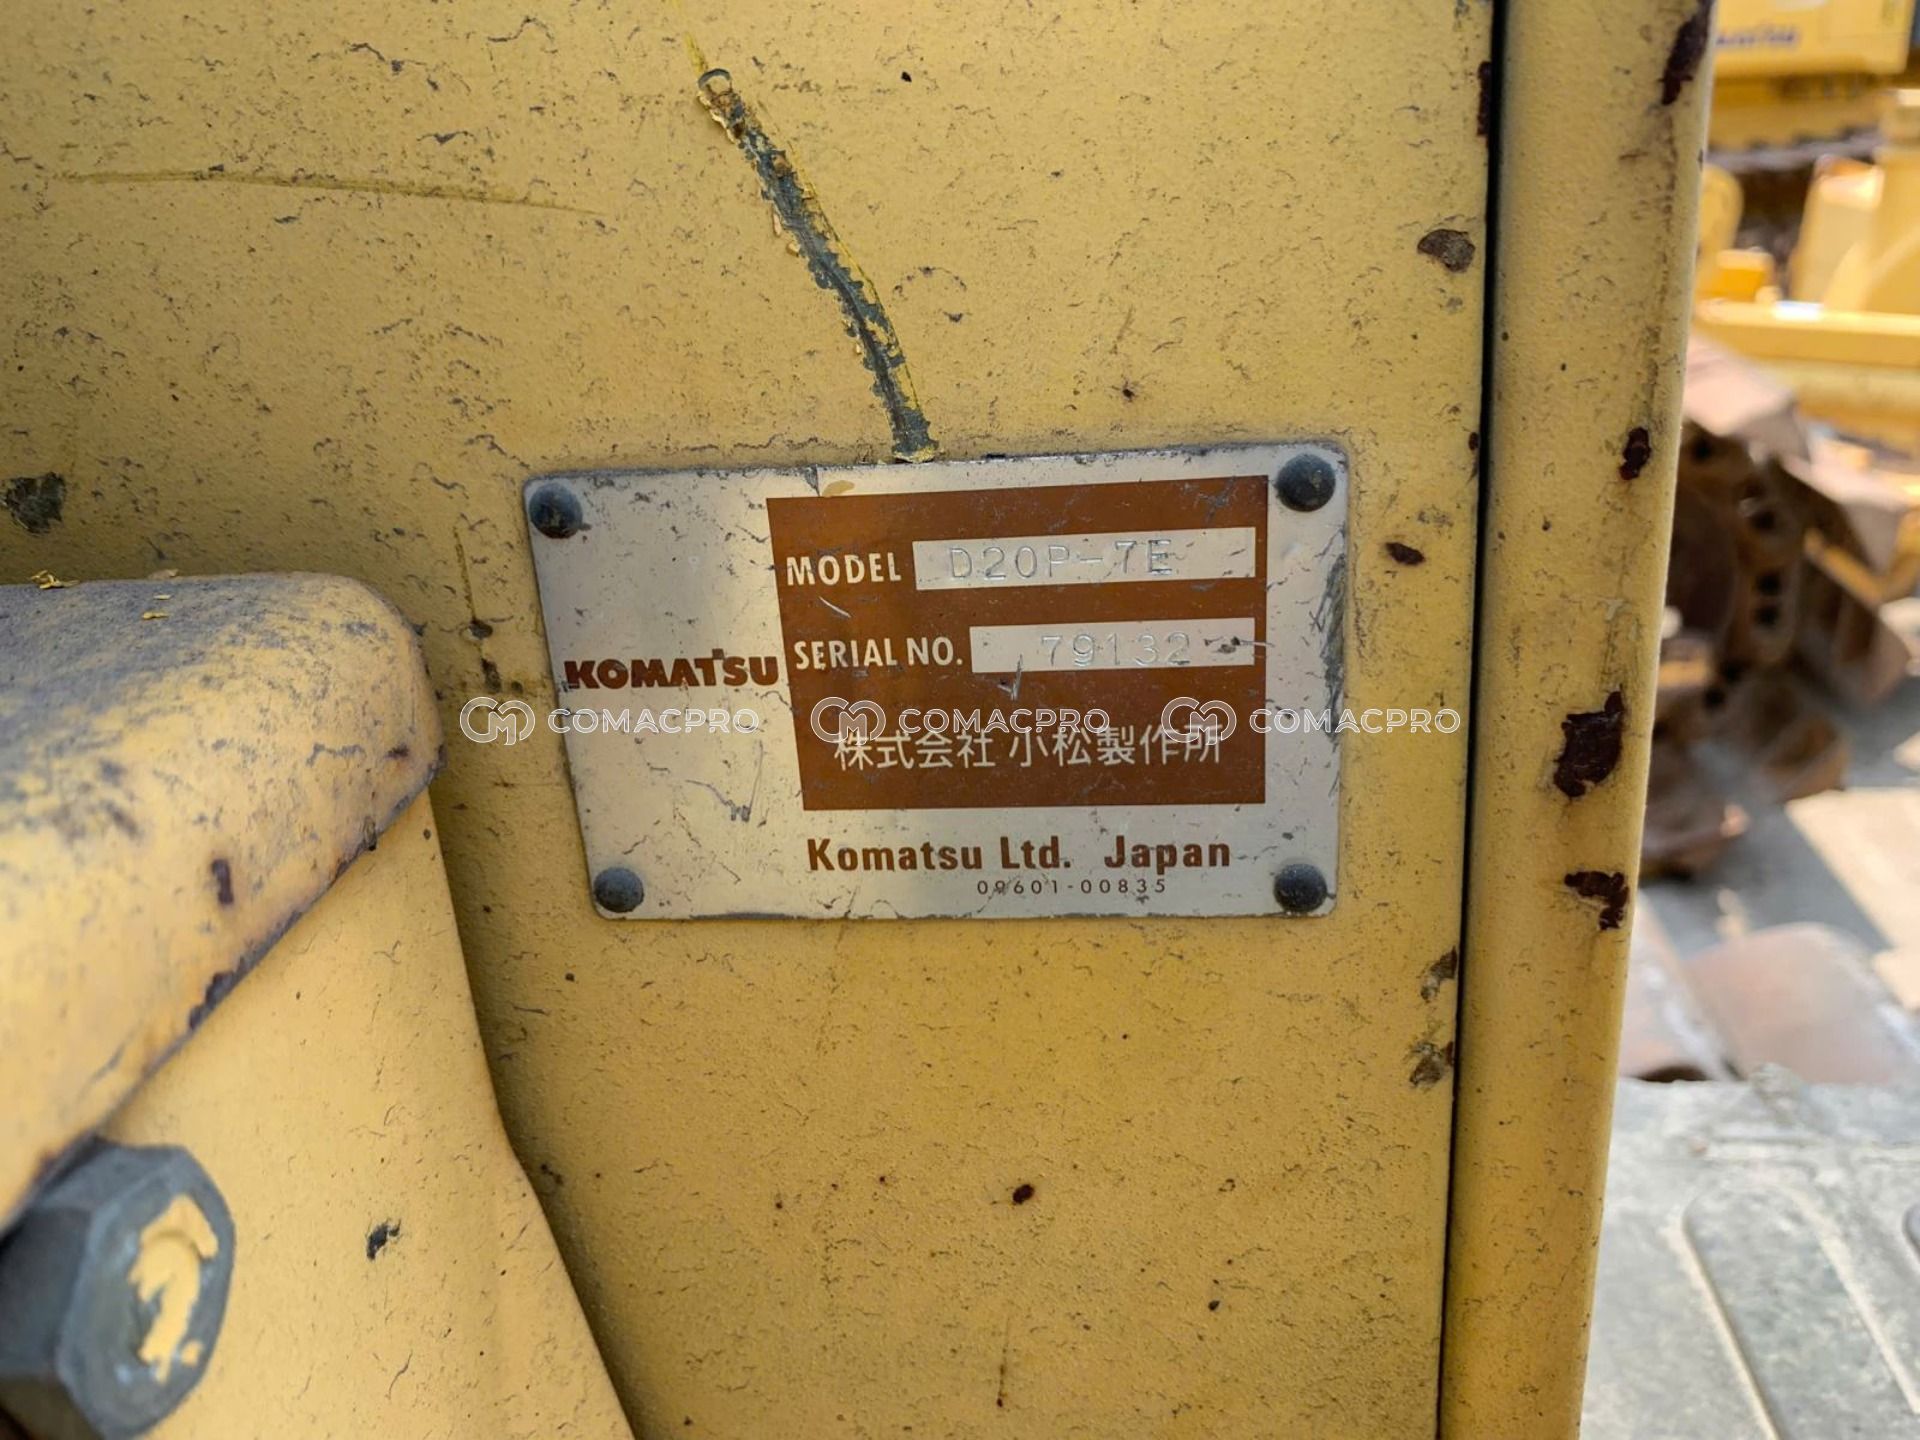 MODEL D20P-7E
SERIAL NO. 79132
KOMATSU
COMACPRO COMACPRO COMACPRO
株式会社 小松製作所
Komatsu Ltd. Japan
09601-00835